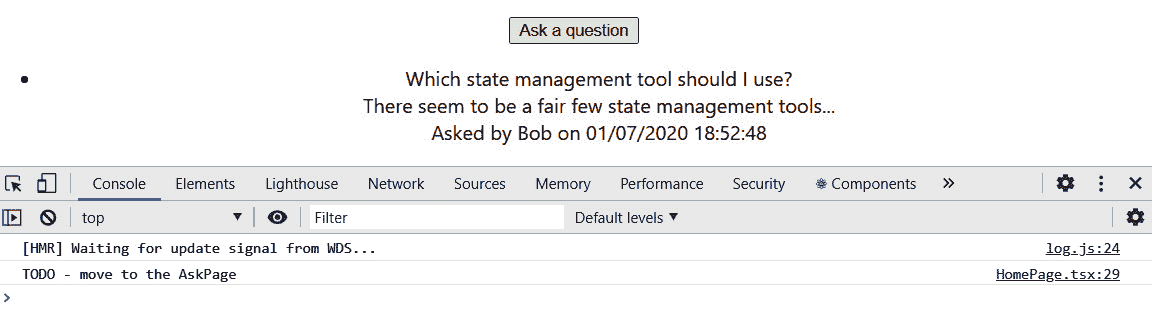 Ask a question
Which state management tool should I use?
There seem to be a fair few state management tools...
Asked by Bob on 01/07/2020 18:52:48
Console Elements Lighthouse Network Sources Memory Performance Security Components
top Filter Default levels
[HMR] Waiting for update signal from WDS... log.js:24
TODO - move to the AskPage HomePage.tsx:29